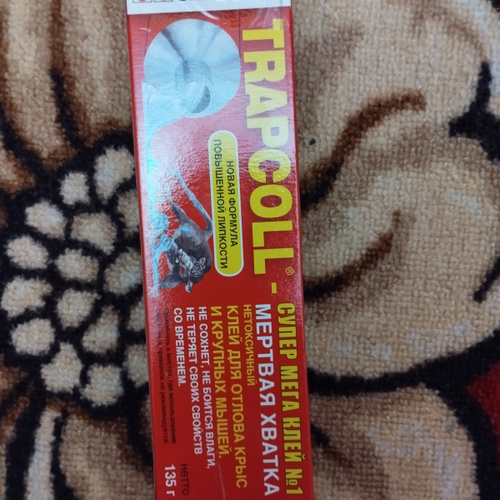 TRAPCOLL® - СУПЕР МЕГА КЛЕЙ №1
НОВАЯ ФОРМУЛА
ПОВЫШЕННОЙ ЛИПКОСТИ
МЕРТВАЯ ХВАТКА
НЕТОКСИЧНЫЙ
КЛЕЙ ДЛЯ ОТЛОВА КРЫС
И КРУПНЫХ МЫШЕЙ
НЕ СОХНЕТ, НЕ БОИТСЯ ВЛАГИ,
НЕ ТЕРЯЕТ СВОИХ СВОЙСТВ
СО ВРЕМЕНЕМ.
НЕТТО
135 г